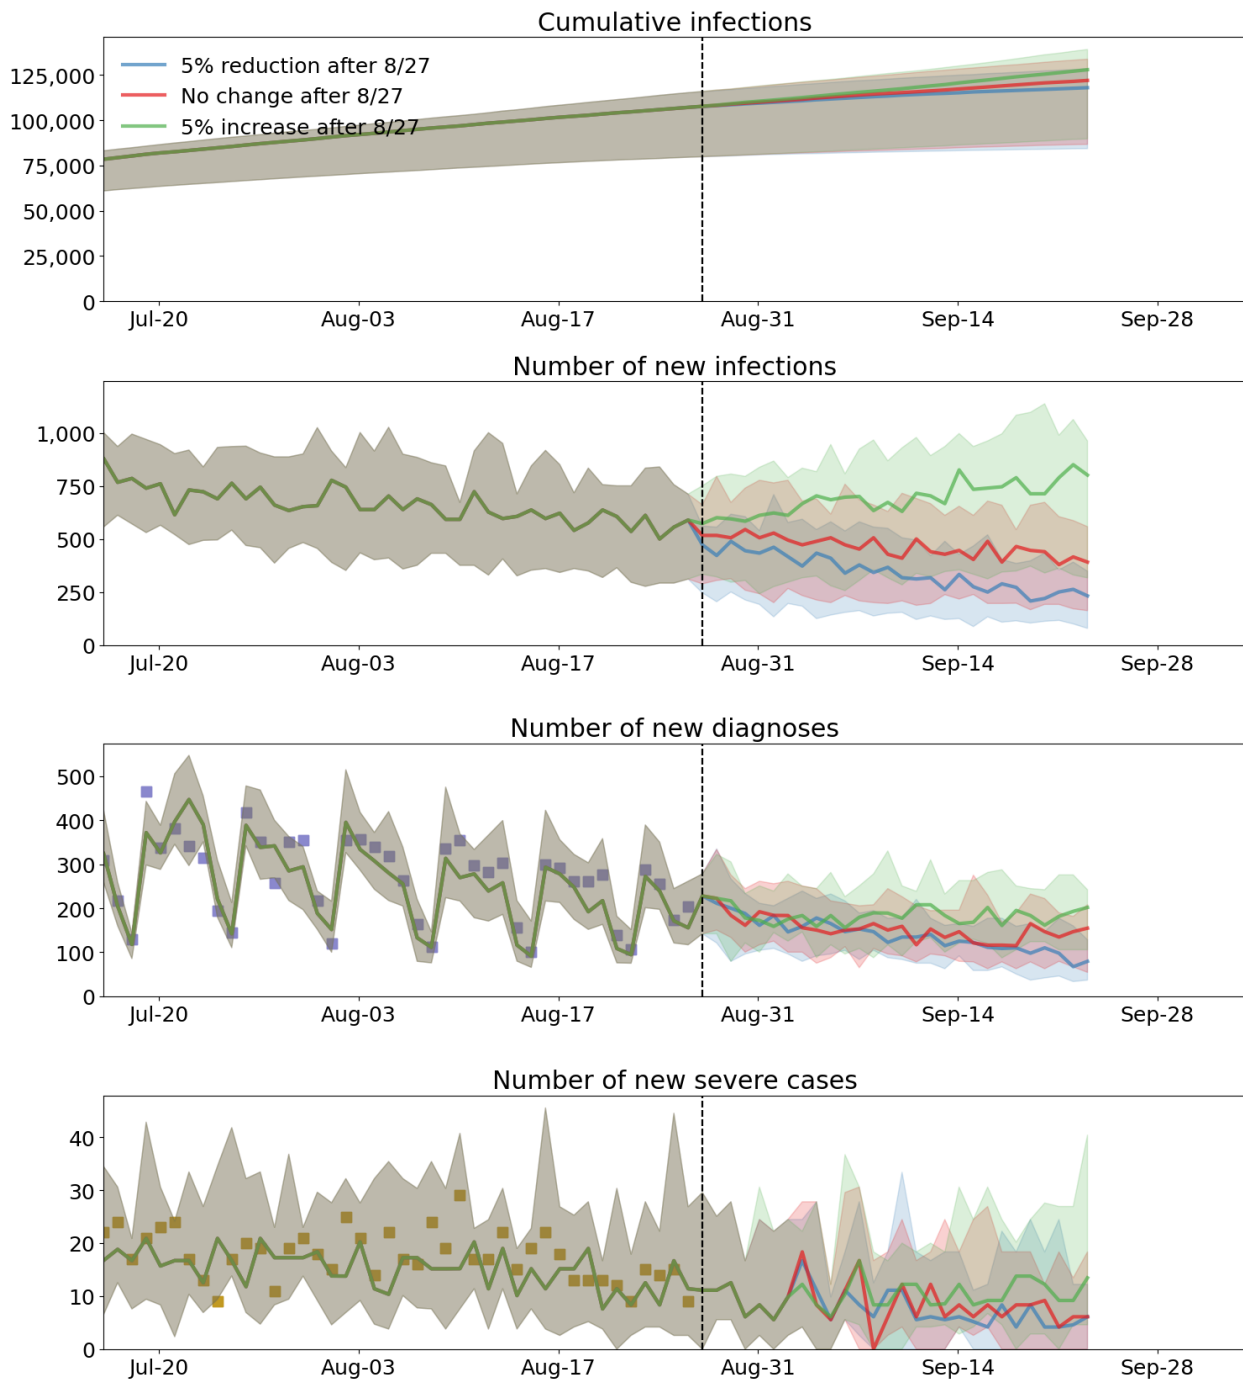 Cumulative infections
5% reduction after 8/27
No change after 8/27
5% increase after 8/27
125,000
100,000
75,000
50,000
25,000
0
Jul-20 Aug-03 Aug-17 Aug-31 Sep-14 Sep-28
Number of new infections
1,000
750
500
250
0
Jul-20 Aug-03 Aug-17 Aug-31 Sep-14 Sep-28
Number of new diagnoses
500
400
300
200
100
0
Jul-20 Aug-03 Aug-17 Aug-31 Sep-14 Sep-28
Number of new severe cases
40
30
20
10
0
Jul-20 Aug-03 Aug-17 Aug-31 Sep-14 Sep-28